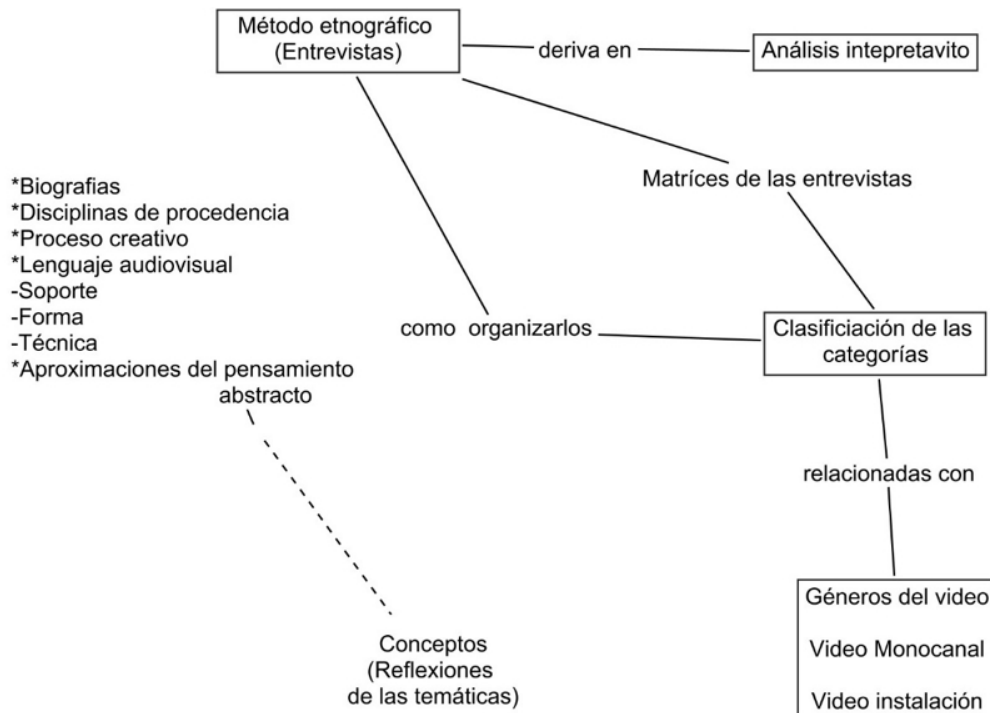 Método etnográfico
(Entrevistas)
deriva en
Análisis intepretavito
Matríces de las entrevistas
*Biografias
*Disciplinas de procedencia
*Proceso creativo
*Lenguaje audiovisual
-Soporte
-Forma
-Técnica
*Aproximaciones del pensamiento
abstracto
como organizarlos
Clasificiación de las
categorías
relacionadas con
Géneros del video
Video Monocanal
Video instalación
Conceptos
(Reflexiones
de las temáticas)